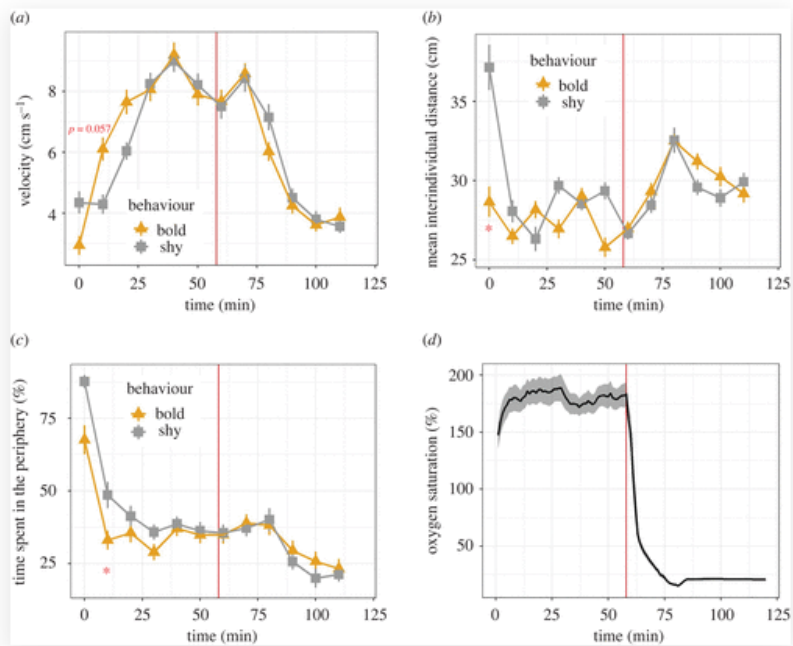 (a)
velocity (cm s⁻¹)
8
6
4
p = 0.057
behaviour
bold
shy
0 25 50 75 100 125
time (min)
(b)
mean interindividual distance (cm)
35
30
25
behaviour
bold
shy
*
0 25 50 75 100 125
time (min)
(c)
time spent in the periphery (%)
75
50
25
behaviour
bold
shy
*
0 25 50 75 100 125
time (min)
(d)
oxygen saturation (%)
200
150
100
50
0 25 50 75 100 125
time (min)